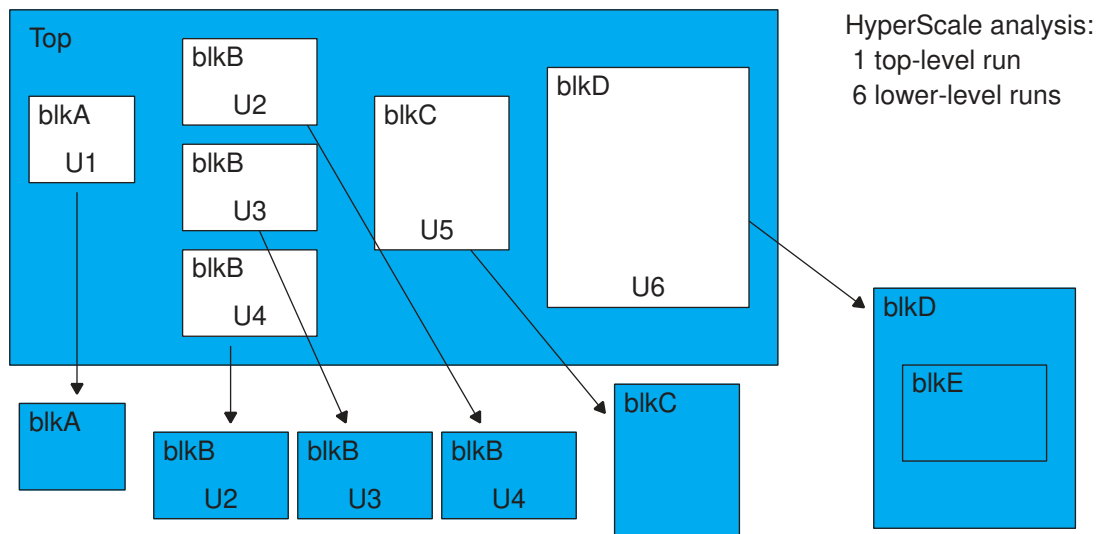 Top
blkA
U1
blkB
U2
blkB
U3
blkB
U4
blkC
U5
blkD
U6
HyperScale analysis:
1 top-level run
6 lower-level runs
blkA
blkB
U2
blkB
U3
blkB
U4
blkC
blkD
blkE